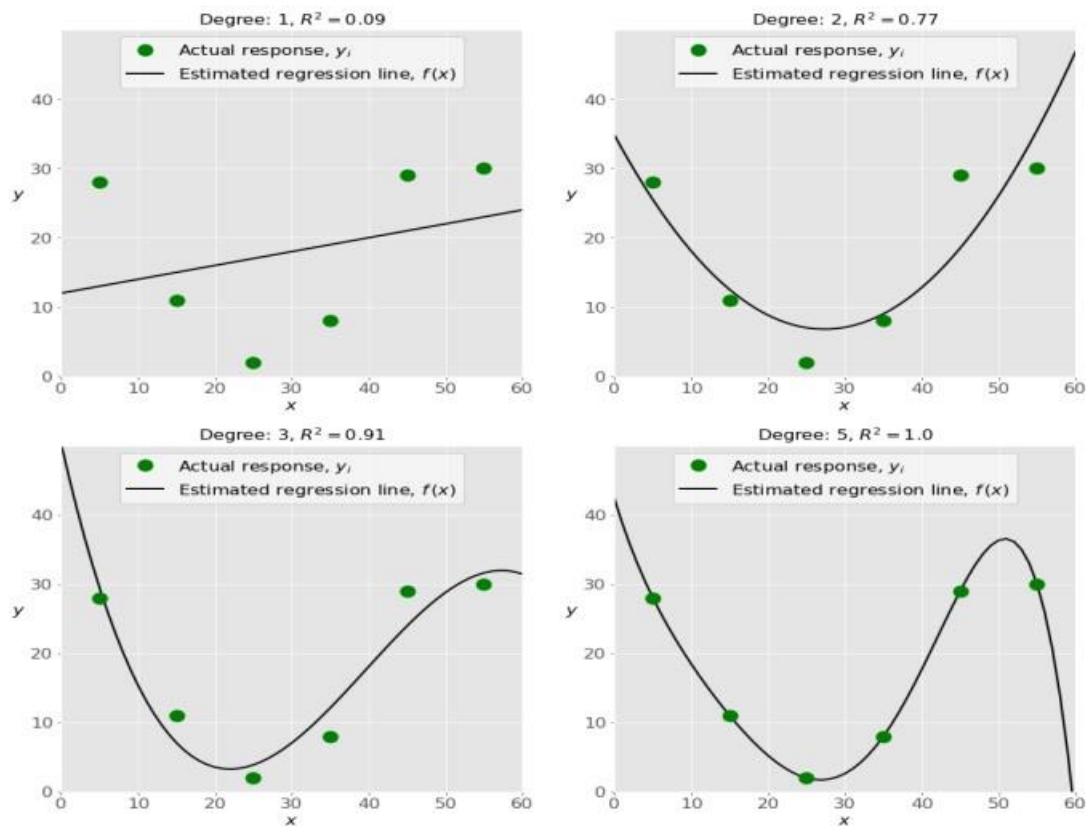 Degree: 1, R² = 0.09
Actual response, yᵢ
Estimated regression line, f(x)
40
30
y
20
10
0
0 10 20 30 40 50 60
x
Degree: 2, R² = 0.77
Actual response, yᵢ
Estimated regression line, f(x)
40
30
y
20
10
0
0 10 20 30 40 50 60
x
Degree: 3, R² = 0.91
Actual response, yᵢ
Estimated regression line, f(x)
40
30
y
20
10
0
0 10 20 30 40 50 60
x
Degree: 5, R² = 1.0
Actual response, yᵢ
Estimated regression line, f(x)
40
30
y
20
10
0
0 10 20 30 40 50 60
x